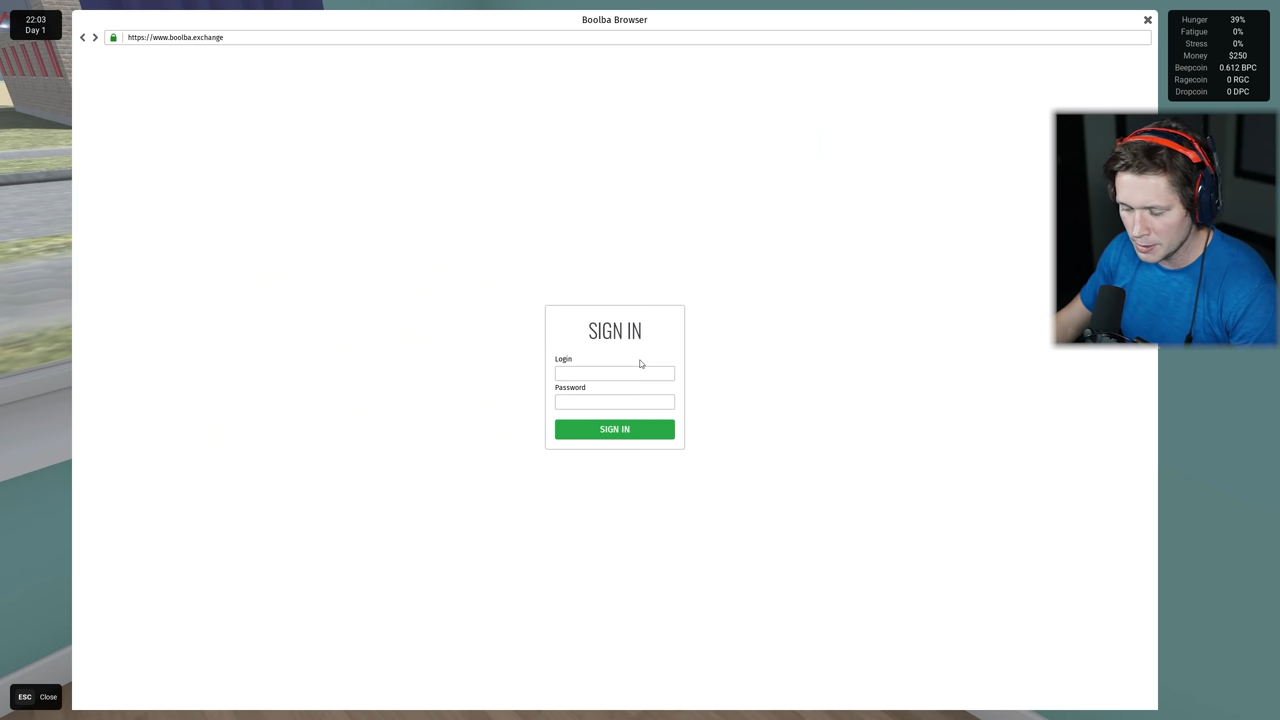 22:03
Day 1
Boolba Browser
https://www.boolba.exchange
Hunger 39%
Fatigue 0%
Stress 0%
Money $250
Beepcoin 0.612 BPC
Ragecoin 0 RGC
Dropcoin 0 DPC
SIGN IN
Login
Password
SIGN IN
ESC Close